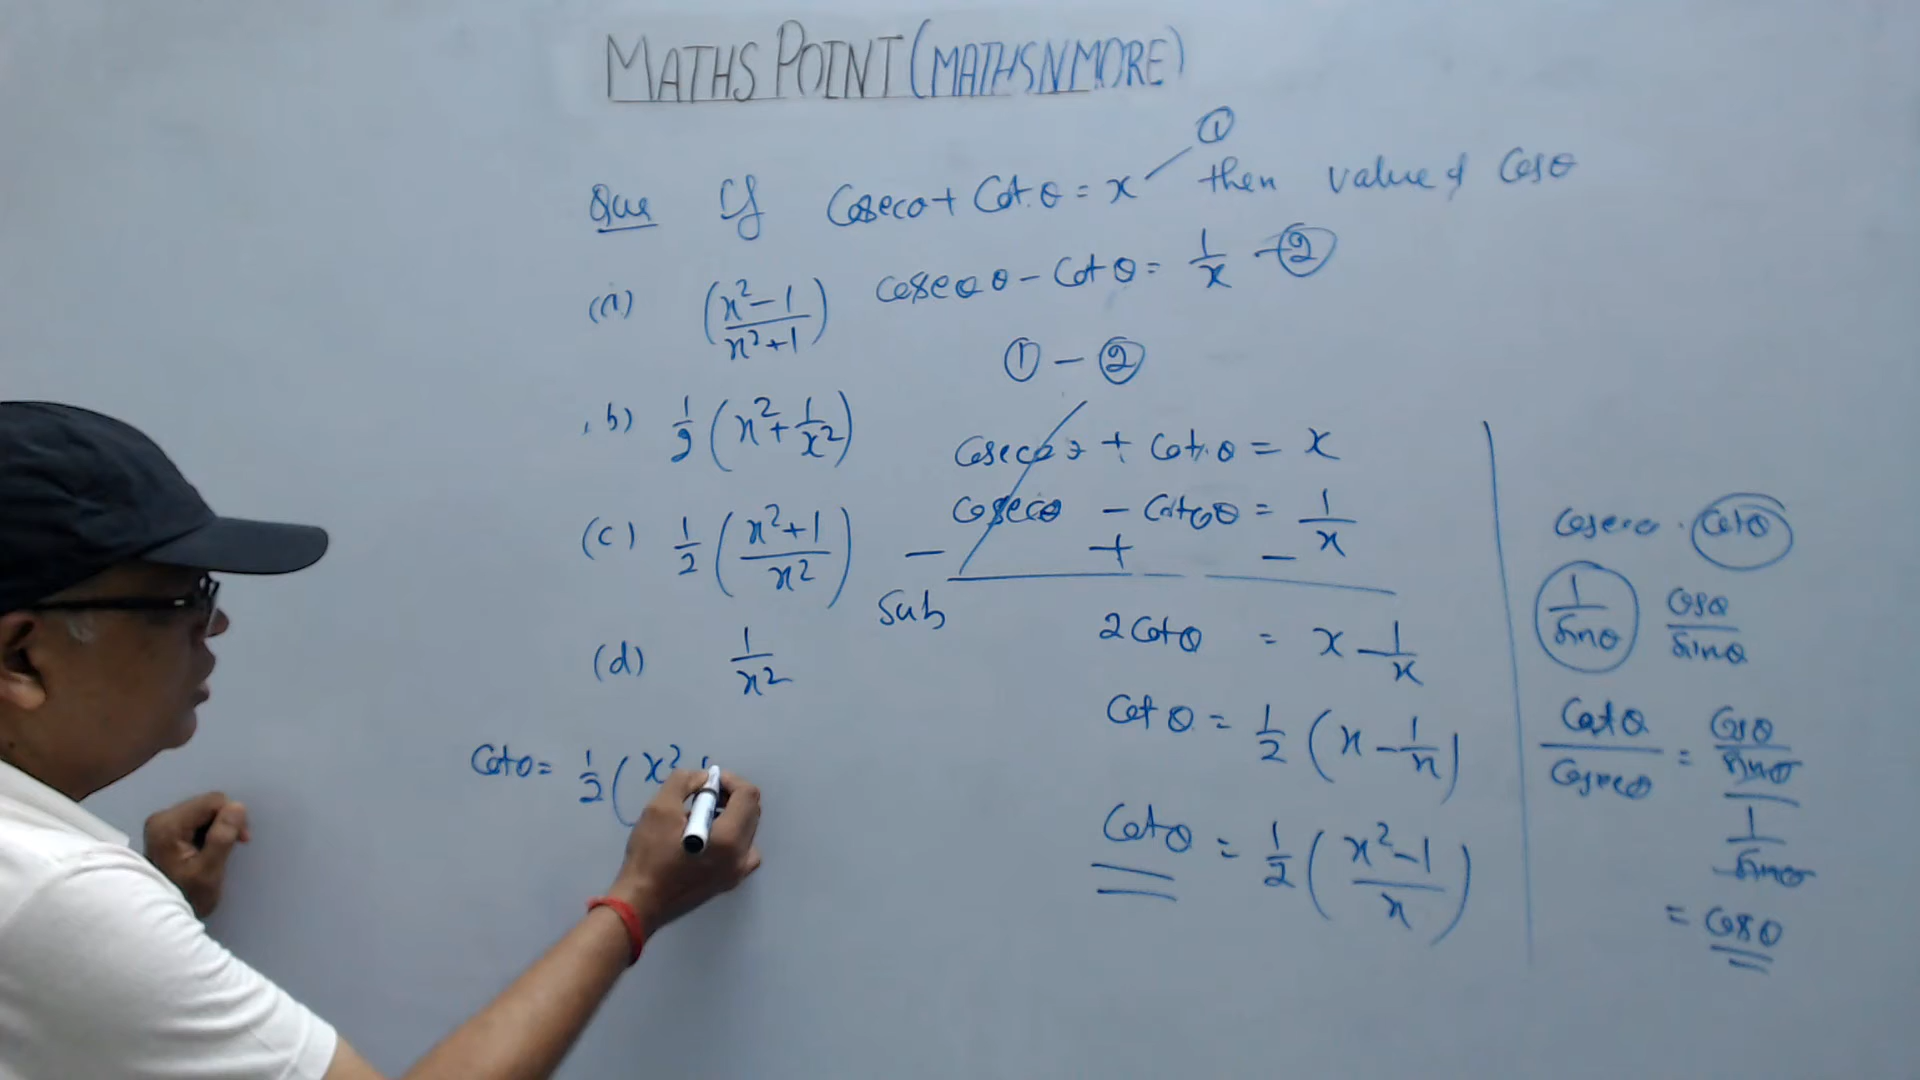 MATHS POINT (MATHSNMORE)
①
Que If Cosecθ + Cot θ = x then value of Cosθ
cosec θ - Cot θ = 1/x - ②
(a) (x² - 1 / x² + 1)
① - ②
b) 1/2 (x² + 1/x²)
Cosecθ + Cot θ = x
(c) 1/2 (x² + 1 / x²)
cosecθ - Cotθ = 1/x
- + -
Sub
(d) 1/x²
2Cotθ = x - 1/x
Cot θ = 1/2 (x - 1/x)
Cot θ = 1/2 (x² - 1 / x)
Cosecθ · Cotθ
1/sinθ Cosθ/sinθ
Cotθ/Cosecθ = Cosθ/sinθ / 1/sinθ
= Cosθ
Cotθ = 1/2 (x²